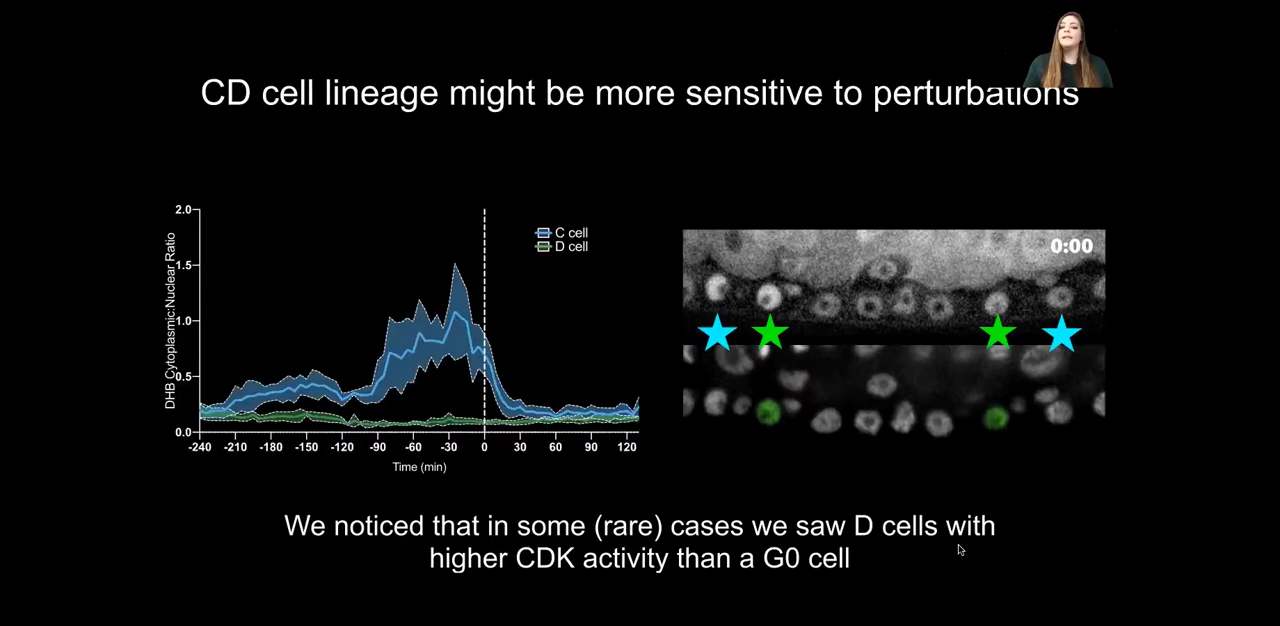 CD cell lineage might be more sensitive to perturbations
DHB Cytoplasmic:Nuclear Ratio
2.0
1.5
1.0
0.5
0.0
-240 -210 -180 -150 -120 -90 -60 -30 0 30 60 90 120
Time (min)
C cell
D cell
0:00
We noticed that in some (rare) cases we saw D cells with
higher CDK activity than a G0 cell